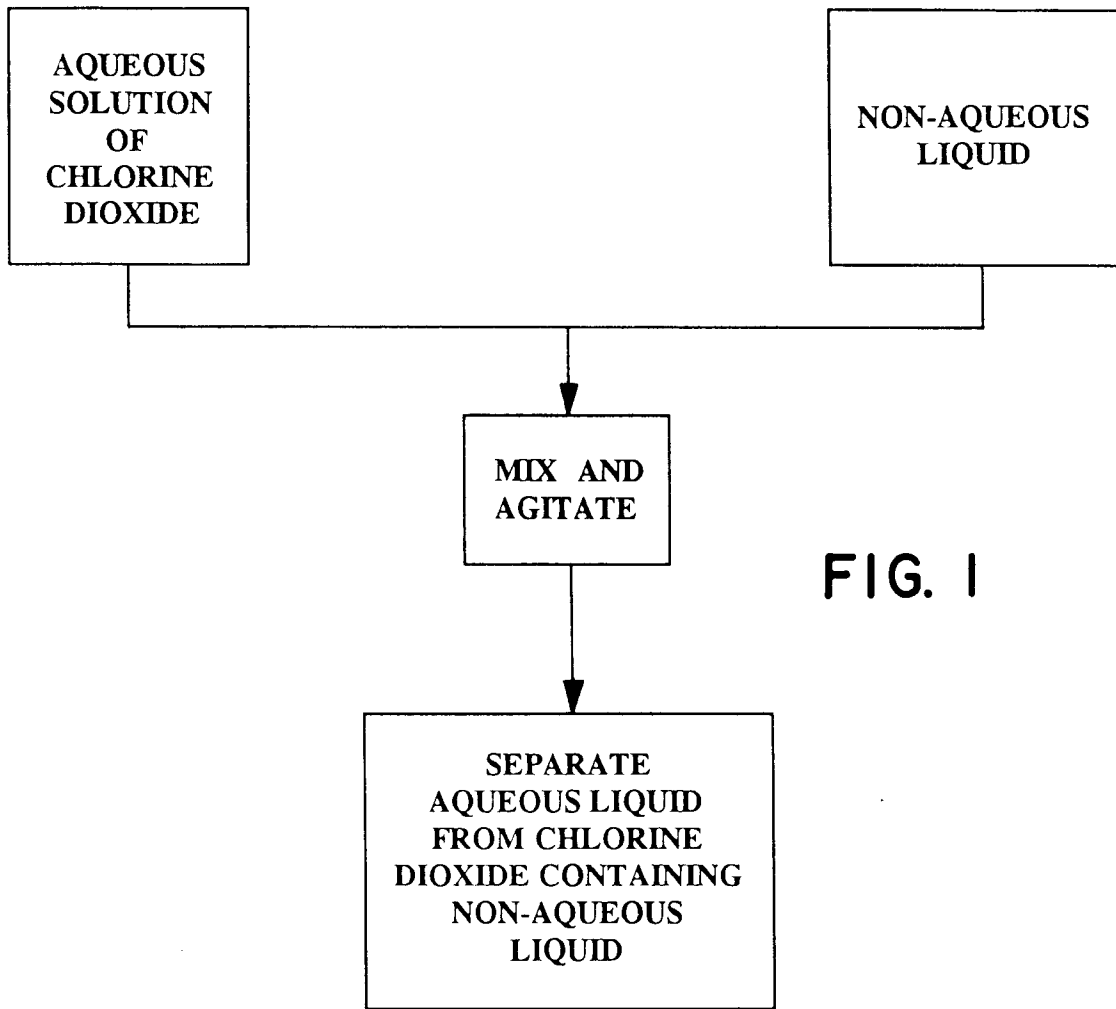 AQUEOUS
SOLUTION
OF
CHLORINE
DIOXIDE
NON-AQUEOUS
LIQUID
MIX AND
AGITATE
FIG. 1
SEPARATE
AQUEOUS LIQUID
FROM CHLORINE
DIOXIDE CONTAINING
NON-AQUEOUS
LIQUID